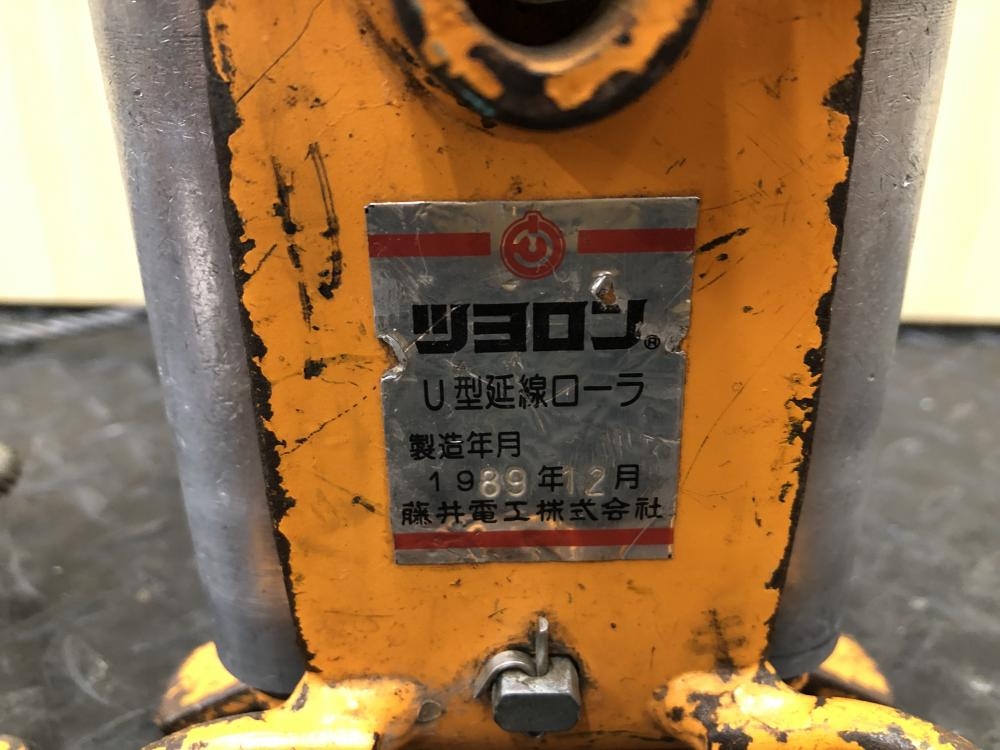 ツヨロン®
U型延線ローラ
製造年月
1989年12月
藤井電工株式会社